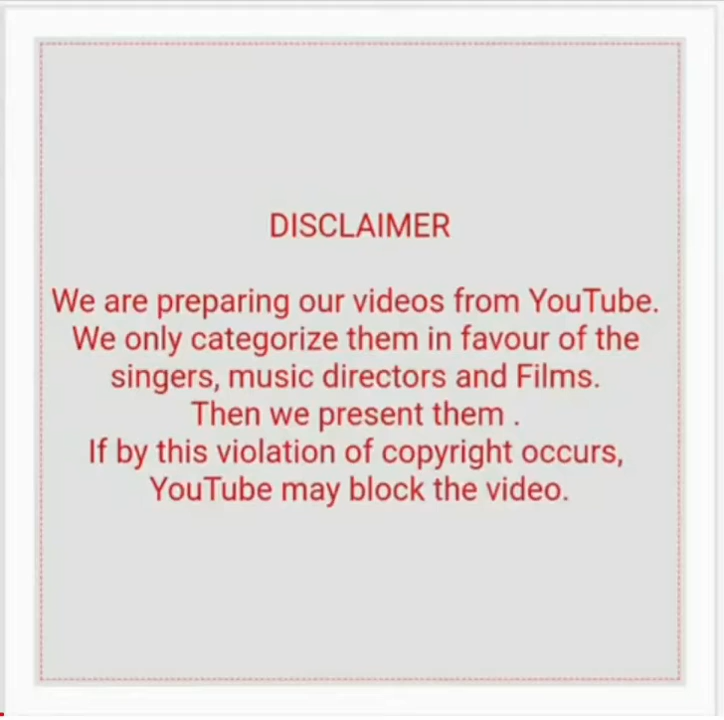 DISCLAIMER
We are preparing our videos from YouTube.
We only categorize them in favour of the
singers, music directors and Films.
Then we present them .
If by this violation of copyright occurs,
YouTube may block the video.